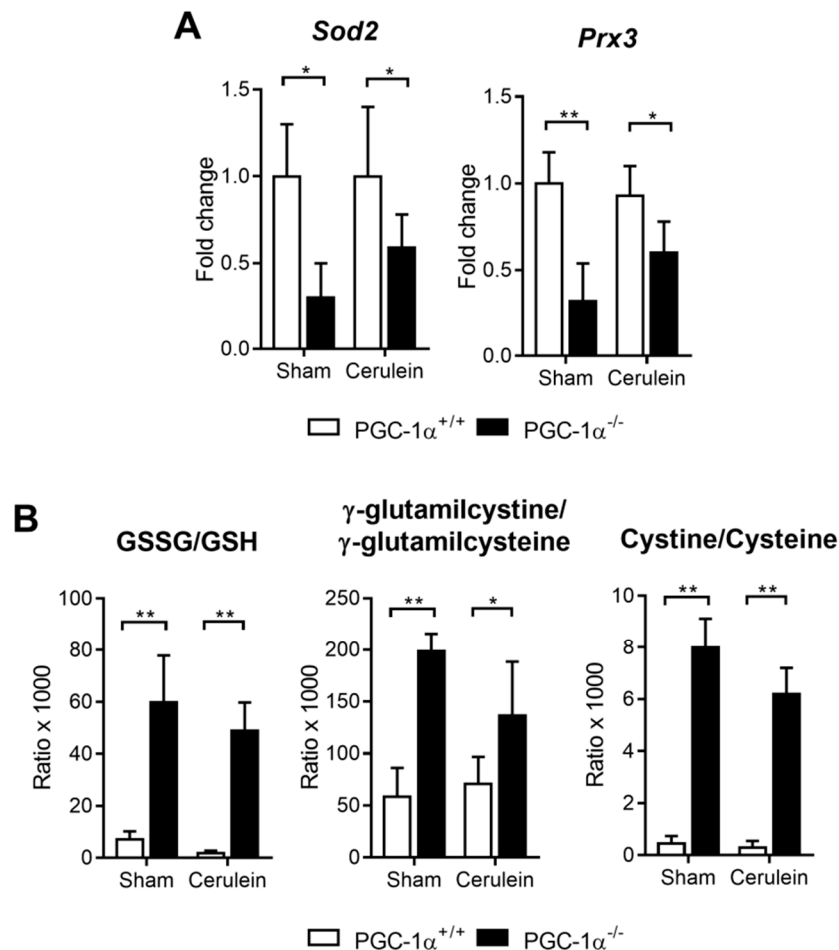 A
Sod2
Prx3
* *
** *
1.5
1.0
0.5
0.0
Fold change
Sham Cerulein
1.5
1.0
0.5
0.0
Fold change
Sham Cerulein
PGC-1α+/+ PGC-1α-/-
B
GSSG/GSH
γ-glutamilcystine/
γ-glutamilcysteine
Cystine/Cysteine
** **
** *
** **
100
80
60
40
20
0
Ratio x 1000
Sham Cerulein
250
200
150
100
50
0
Ratio x 1000
Sham Cerulein
10
8
6
4
2
0
Ratio x 1000
Sham Cerulein
PGC-1α+/+ PGC-1α-/-